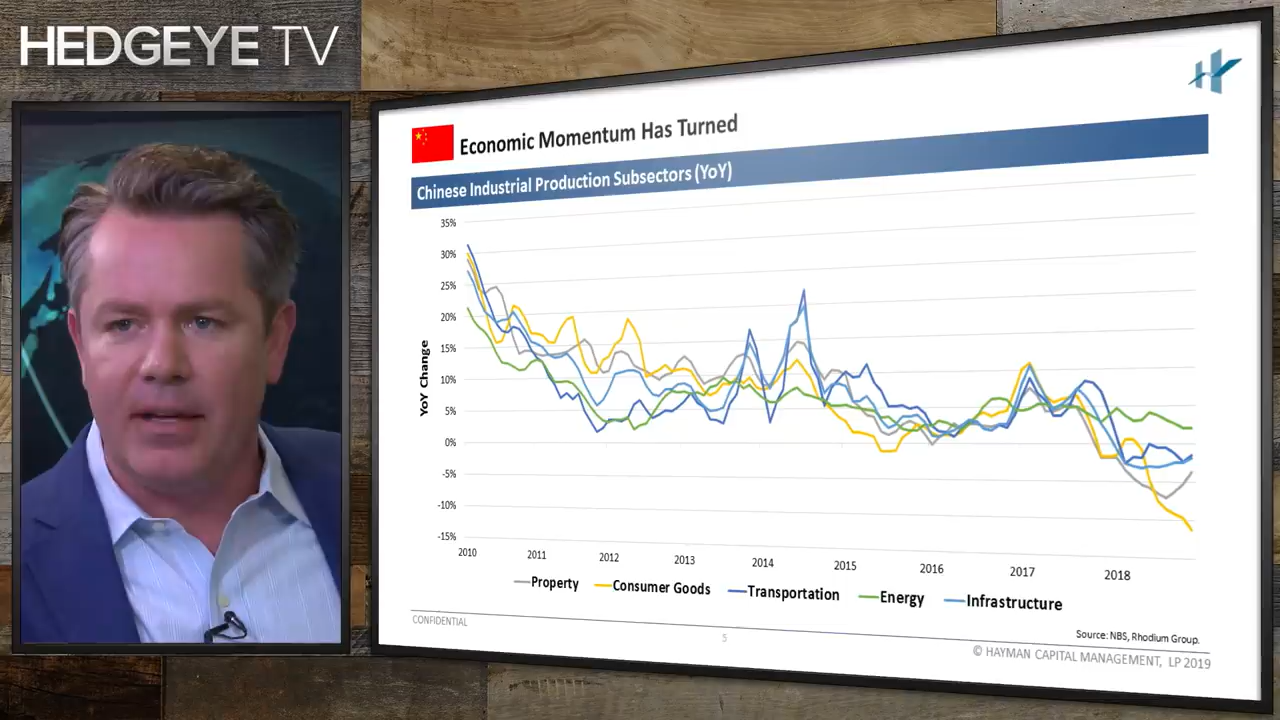 HEDGEYE TV
Economic Momentum Has Turned
Chinese Industrial Production Subsectors (YoY)
35%
30%
25%
20%
15%
10%
5%
0%
-5%
-10%
-15%
YoY Change
2010 2011 2012 2013 2014 2015 2016 2017 2018
Property Consumer Goods Transportation Energy Infrastructure
CONFIDENTIAL
5
Source: NBS, Rhodium Group.
© HAYMAN CAPITAL MANAGEMENT, LP 2019